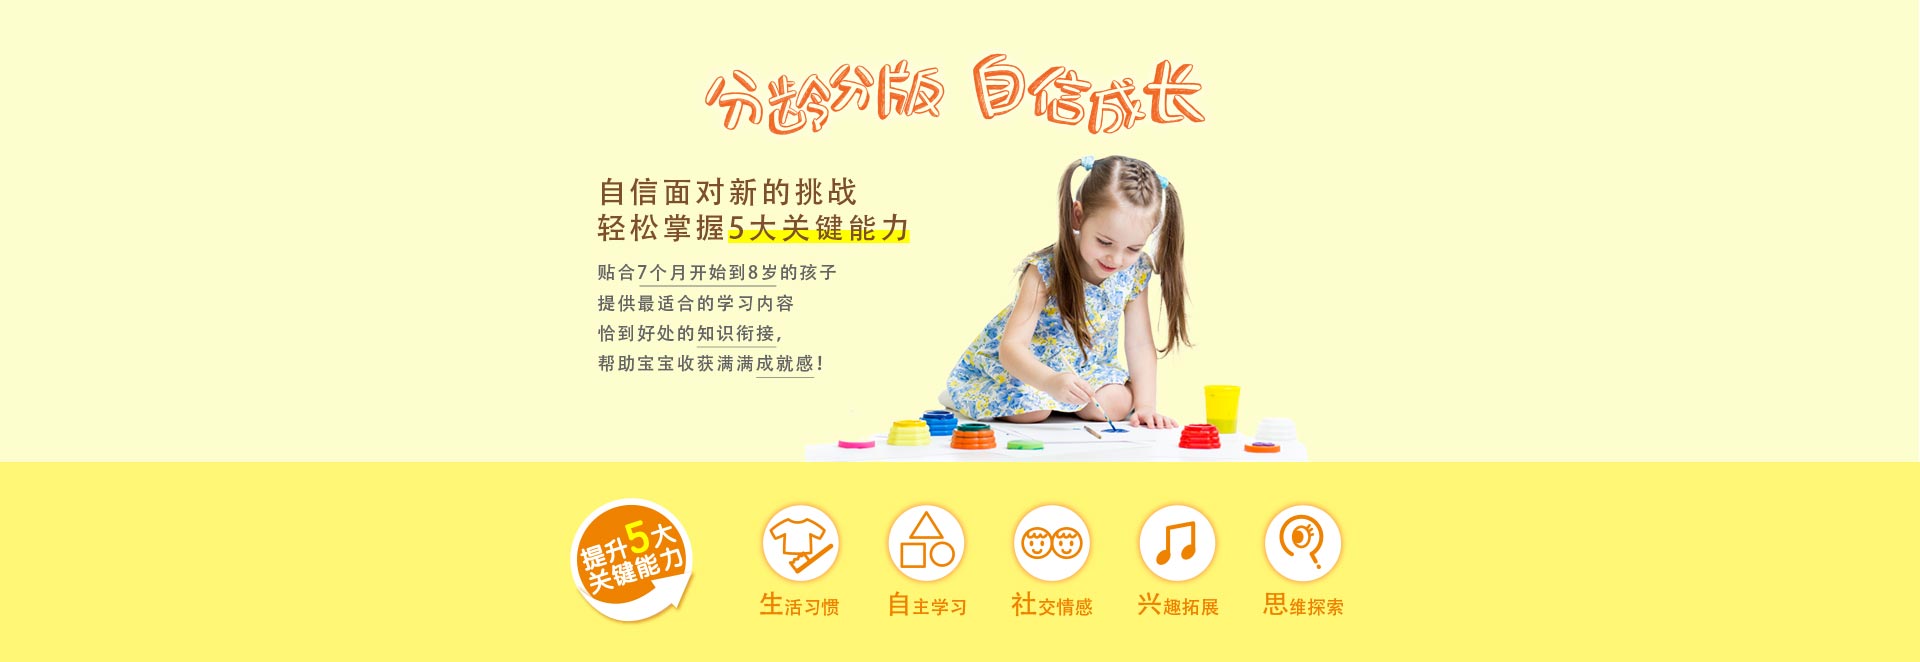 分龄分版 自信成长
自信面对新的挑战
轻松掌握5大关键能力
贴合7个月开始到8岁的孩子
提供最适合的学习内容
恰到好处的知识衔接,
帮助宝宝收获满满成就感!
提升5大
关键能力
生活习惯
自主学习
社交情感
兴趣拓展
思维探索